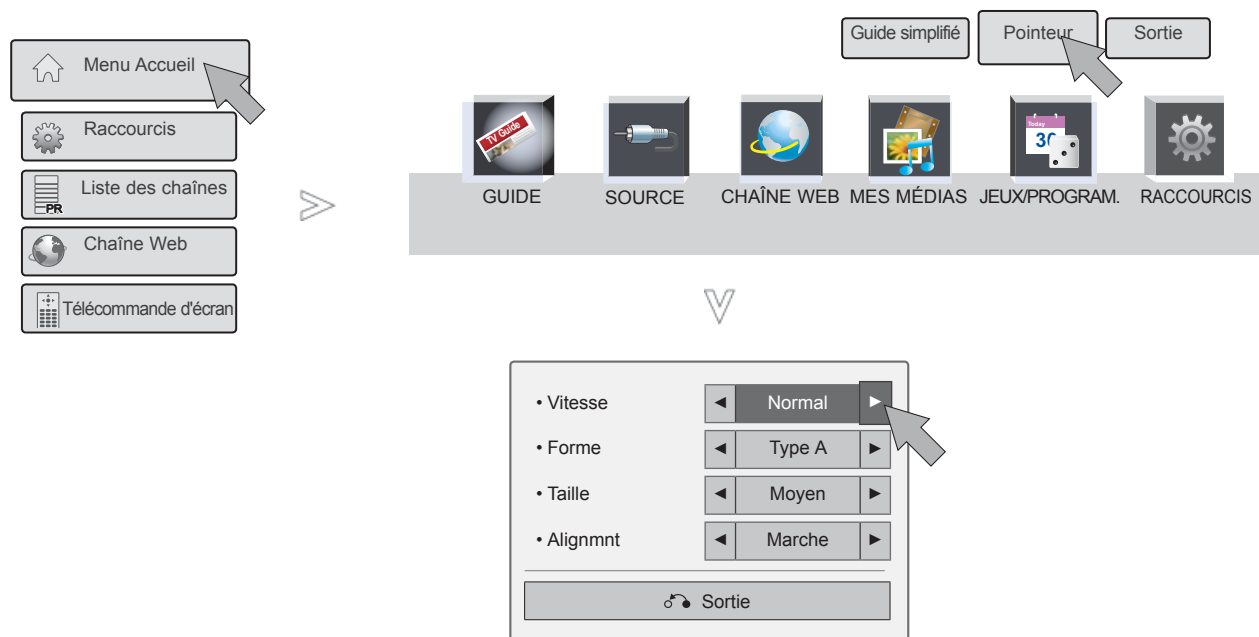 Menu Accueil
Raccourcis
Liste des chaînes
PR
Chaîne Web
Télécommande d'écran
Guide simplifié
Pointeur
Sortie
TV Guide
Today
30
GUIDE
SOURCE
CHAÎNE WEB
MES MÉDIAS
JEUX/PROGRAM.
RACCOURCIS
• Vitesse
◄ Normal ►
• Forme
◄ Type A ►
• Taille
◄ Moyen ►
• Alignmnt
◄ Marche ►
Sortie